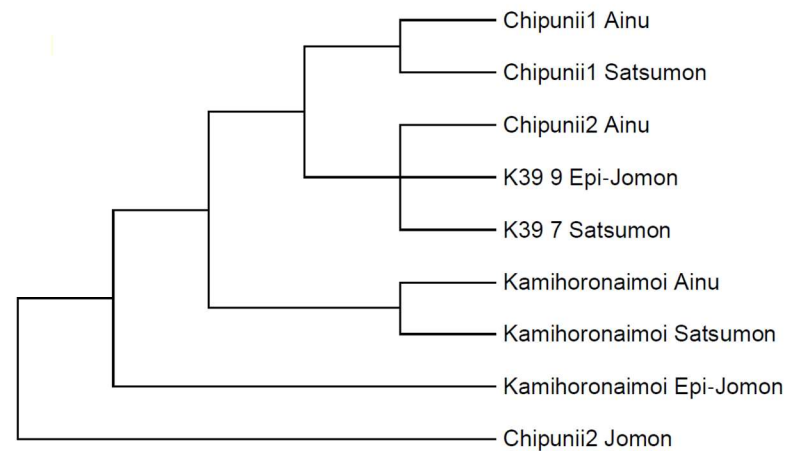 Chipunii1 Ainu
Chipunii1 Satsumon
Chipunii2 Ainu
K39 9 Epi-Jomon
K39 7 Satsumon
Kamihoronaimoi Ainu
Kamihoronaimoi Satsumon
Kamihoronaimoi Epi-Jomon
Chipunii2 Jomon